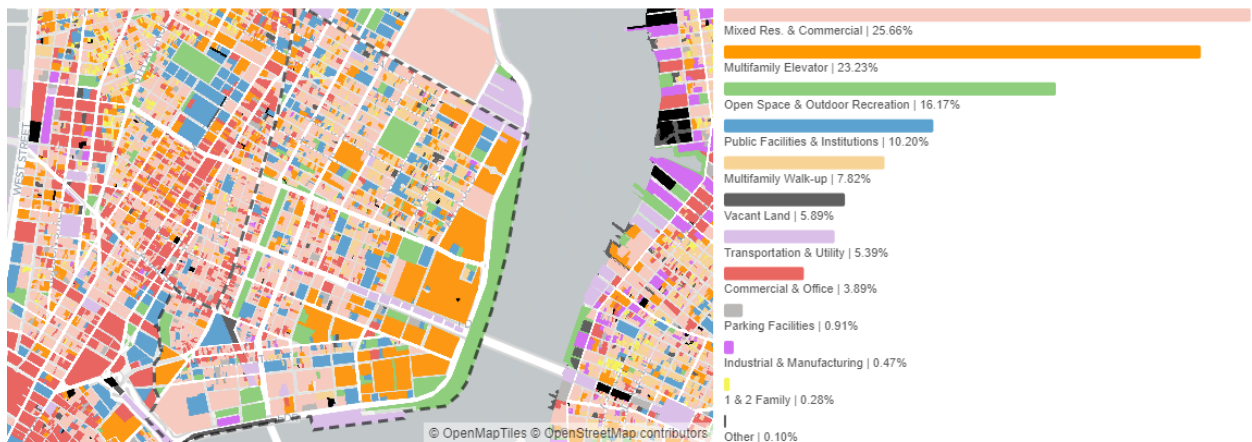 WEST STREET
© OpenMapTiles © OpenStreetMap contributors
Mixed Res. & Commercial | 25.66%
Multifamily Elevator | 23.23%
Open Space & Outdoor Recreation | 16.17%
Public Facilities & Institutions | 10.20%
Multifamily Walk-up | 7.82%
Vacant Land | 5.89%
Transportation & Utility | 5.39%
Commercial & Office | 3.89%
Parking Facilities | 0.91%
Industrial & Manufacturing | 0.47%
1 & 2 Family | 0.28%
Other | 0.10%